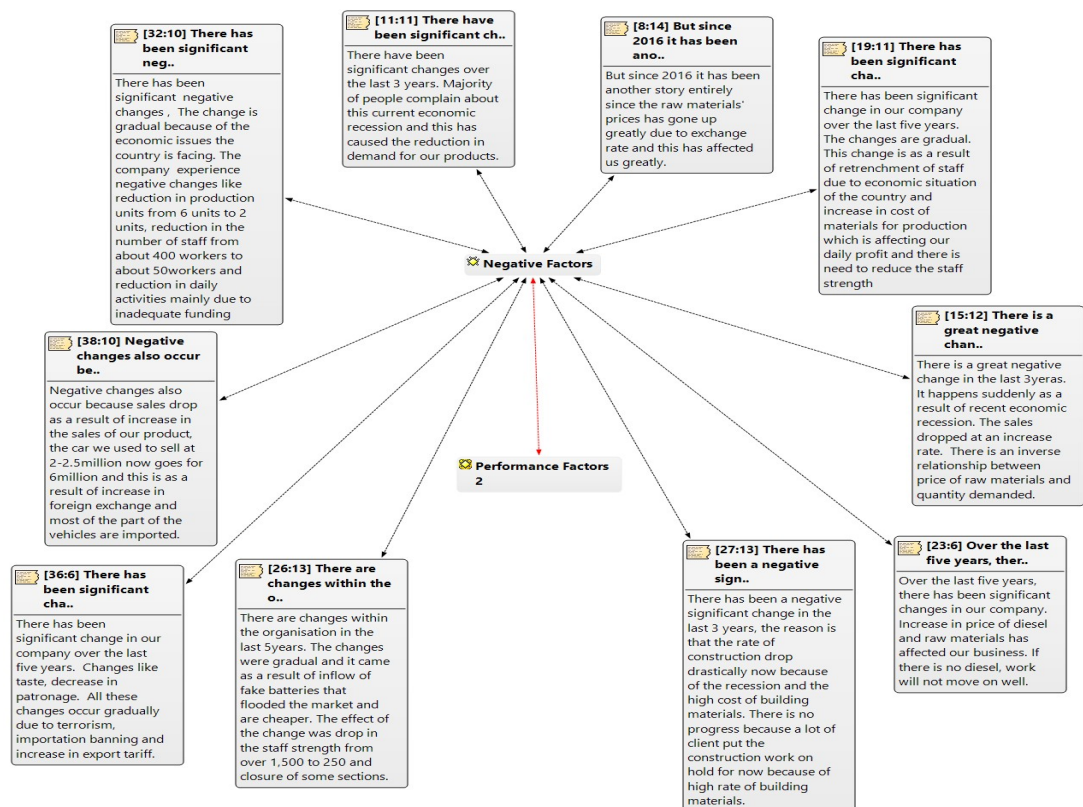 [32:10] There has
been significant
neg..
There has been
significant  negative
changes ,  The change is
gradual because of the
economic issues the
country is facing. The
company  experience
negative changes like
reduction in production
units from 6 units to 2
units, reduction in the
number of staff from
about 400 workers to
about 50workers and
reduction in daily
activities mainly due to
inadequate funding
[11:11] There have
been significant ch..
There have been
significant changes over
the last 3 years. Majority
of people complain about
this current economic
recession and this has
caused the reduction in
demand for our products.
[8:14] But since
2016 it has been
ano..
But since 2016 it has been
another story entirely
since the raw materials'
prices has gone up
greatly due to exchange
rate and this has affected
us greatly.
[19:11] There has
been significant
cha..
There has been significant
change in our company
over the last five years.
The changes are gradual.
This change is as a result
of retrenchment of staff
due to economic situation
of the country and
increase in cost of
materials for production
which is affecting our
daily profit and there is
need to reduce the staff
strength
Negative Factors
[38:10] Negative
changes also occur
be..
Negative changes also
occur because sales drop
as a result of increase in
the sales of our product,
the car we used to sell at
2-2.5million now goes for
6million and this is as a
result of increase in
foreign exchange and
most of the part of the
vehicles are imported.
[15:12] There is a
great negative
chan..
There is a great negative
change in the last 3yeras.
It happens suddenly as a
result of recent economic
recession. The sales
dropped at an increase
rate.  There is an inverse
relationship between
price of raw materials and
quantity demanded.
Performance Factors
2
[36:6] There has
been significant
cha..
There has been
significant change in our
company over the last
five years.  Changes like
taste, decrease in
patronage.  All these
changes occur gradually
due to terrorism,
importation banning and
increase in export tariff.
[26:13] There are
changes within the
o..
There are changes within
the organisation in the
last 5years. The changes
were gradual and it came
as a result of inflow of
fake batteries that
flooded the market and
are cheaper. The effect of
the change was drop in
the staff strength from
over 1,500 to 250 and
closure of some sections.
[27:13] There has
been a negative
sign..
There has been a negative
significant change in the
last 3 years, the reason is
that the rate of
construction drop
drastically now because
of the recession and the
high cost of building
materials. There is no
progress because a lot of
client put the
construction work on
hold for now because of
high rate of building
materials.
[23:6] Over the last
five years, ther..
Over the last five years,
there has been significant
changes in our company.
Increase in price of diesel
and raw materials has
affected our business. If
there is no diesel, work
will not move on well.